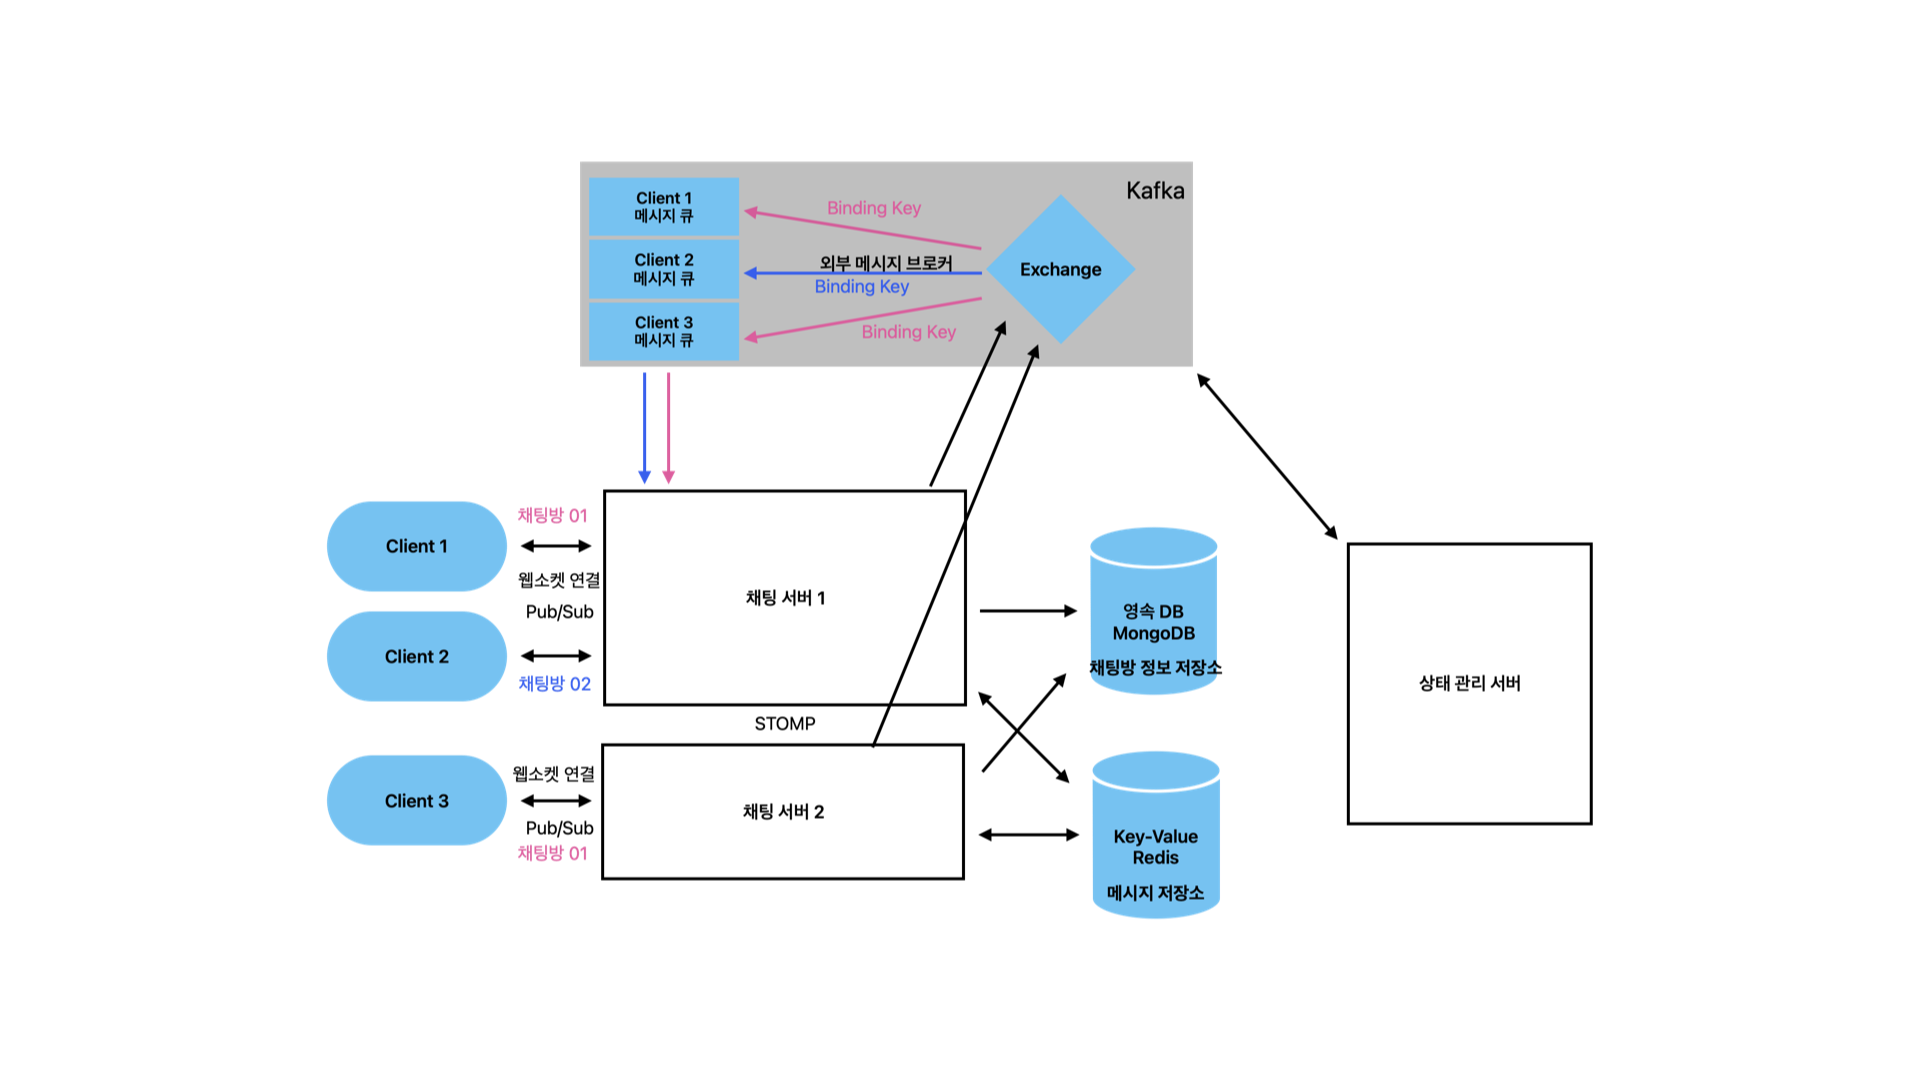 Kafka
Client 1
메시지 큐
Client 2
메시지 큐
Client 3
메시지 큐
Binding Key
외부 메시지 브로커
Binding Key
Binding Key
Exchange
채팅방 01
Client 1
웹소켓 연결
Pub/Sub
Client 2
채팅방 02
채팅 서버 1
STOMP
웹소켓 연결
Client 3
Pub/Sub
채팅방 01
채팅 서버 2
영속 DB
MongoDB
채팅방 정보 저장소
Key-Value
Redis
메시지 저장소
상태 관리 서버